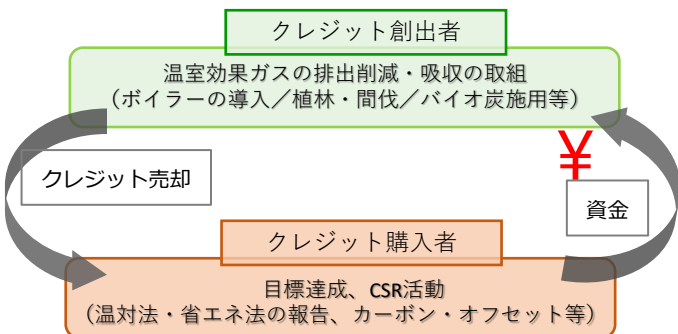 クレジット創出者
温室効果ガスの排出削減・吸収の取組
（ボイラーの導入／植林・間伐／バイオ炭施用等）
¥
クレジット売却
資金
クレジット購入者
目標達成、CSR活動
（温対法・省エネ法の報告、カーボン・オフセット等）